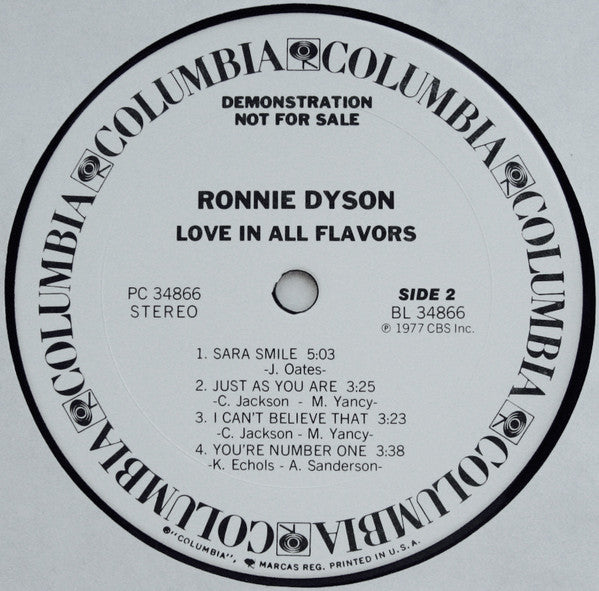 COLUMBIA COLUMBIA COLUMBIA COLUMBIA COLUMBIA COLUMBIA
DEMONSTRATION
NOT FOR SALE
RONNIE DYSON
LOVE IN ALL FLAVORS
PC 34866
STEREO
SIDE 2
BL 34866
℗ 1977 CBS Inc.
1. SARA SMILE 5:03
-J. Oates-
2. JUST AS YOU ARE 3:25
-C. Jackson - M. Yancy-
3. I CAN'T BELIEVE THAT 3:23
-C. Jackson - M. Yancy-
4. YOU'RE NUMBER ONE 3:38
-K. Echols - A. Sanderson-
®"COLUMBIA", MARCAS REG. PRINTED IN U.S.A.